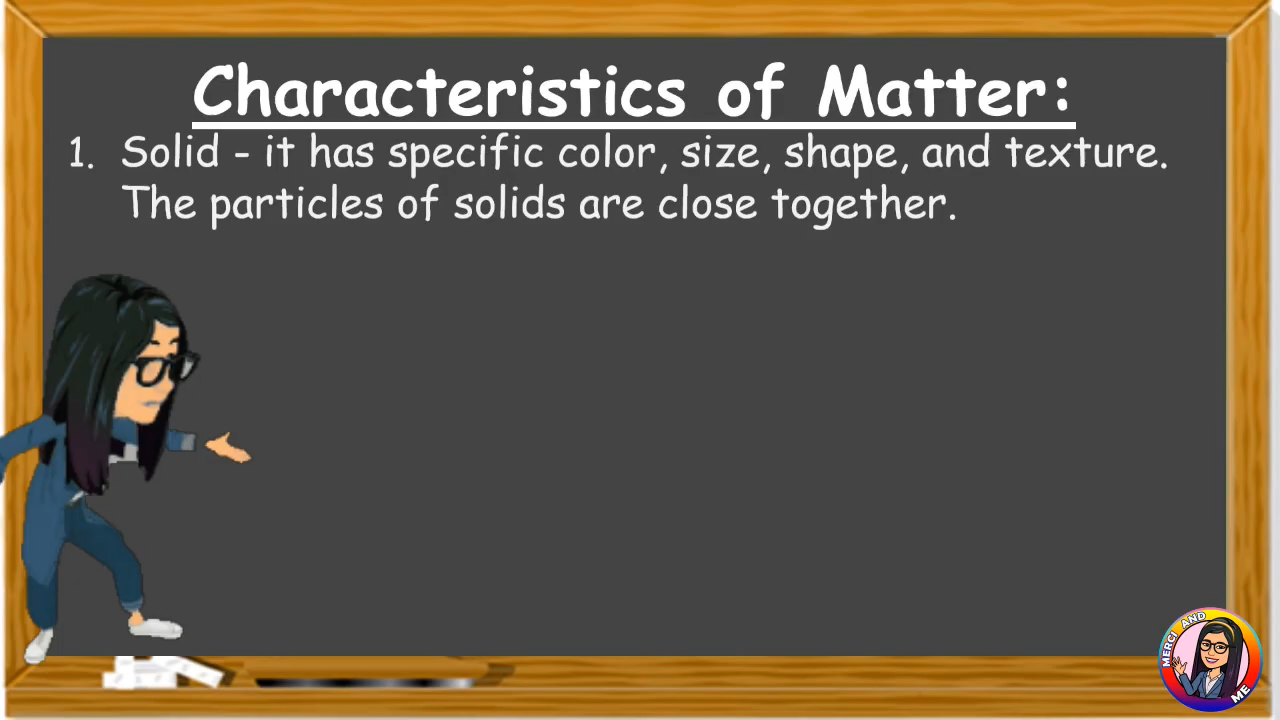 Characteristics of Matter:
1. Solid - it has specific color, size, shape, and texture.
The particles of solids are close together.
MERCI AND
ME